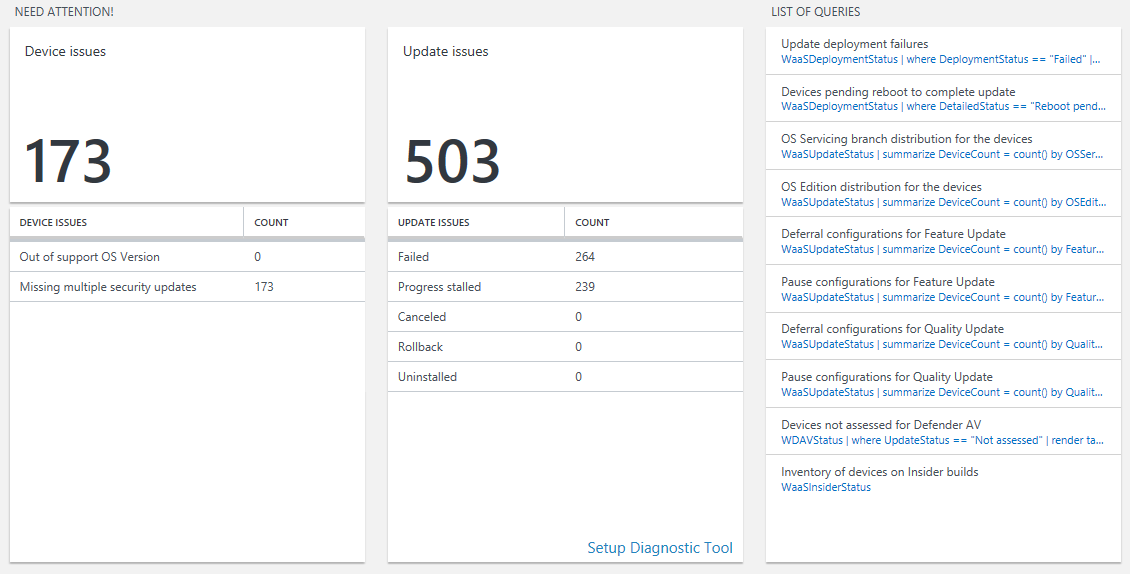 NEED ATTENTION!
Device issues
173
DEVICE ISSUES COUNT
Out of support OS Version 0
Missing multiple security updates 173
Update issues
503
UPDATE ISSUES COUNT
Failed 264
Progress stalled 239
Canceled 0
Rollback 0
Uninstalled 0
Setup Diagnostic Tool
LIST OF QUERIES
Update deployment failures
WaaSDeploymentStatus | where DeploymentStatus == "Failed" |...
Devices pending reboot to complete update
WaaSDeploymentStatus | where DetailedStatus == "Reboot pend...
OS Servicing branch distribution for the devices
WaaSUpdateStatus | summarize DeviceCount = count() by OSSer...
OS Edition distribution for the devices
WaaSUpdateStatus | summarize DeviceCount = count() by OSEdit...
Deferral configurations for Feature Update
WaaSUpdateStatus | summarize DeviceCount = count() by Featur...
Pause configurations for Feature Update
WaaSUpdateStatus | summarize DeviceCount = count() by Featur...
Deferral configurations for Quality Update
WaaSUpdateStatus | summarize DeviceCount = count() by Qualit...
Pause configurations for Quality Update
WaaSUpdateStatus | summarize DeviceCount = count() by Qualit...
Devices not assessed for Defender AV
WDAVStatus | where UpdateStatus == "Not assessed" | render ta...
Inventory of devices on Insider builds
WaaSInsiderStatus